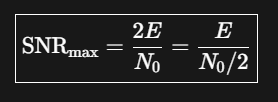 SNR_max = 2E/N_0 = E/(N_0/2)